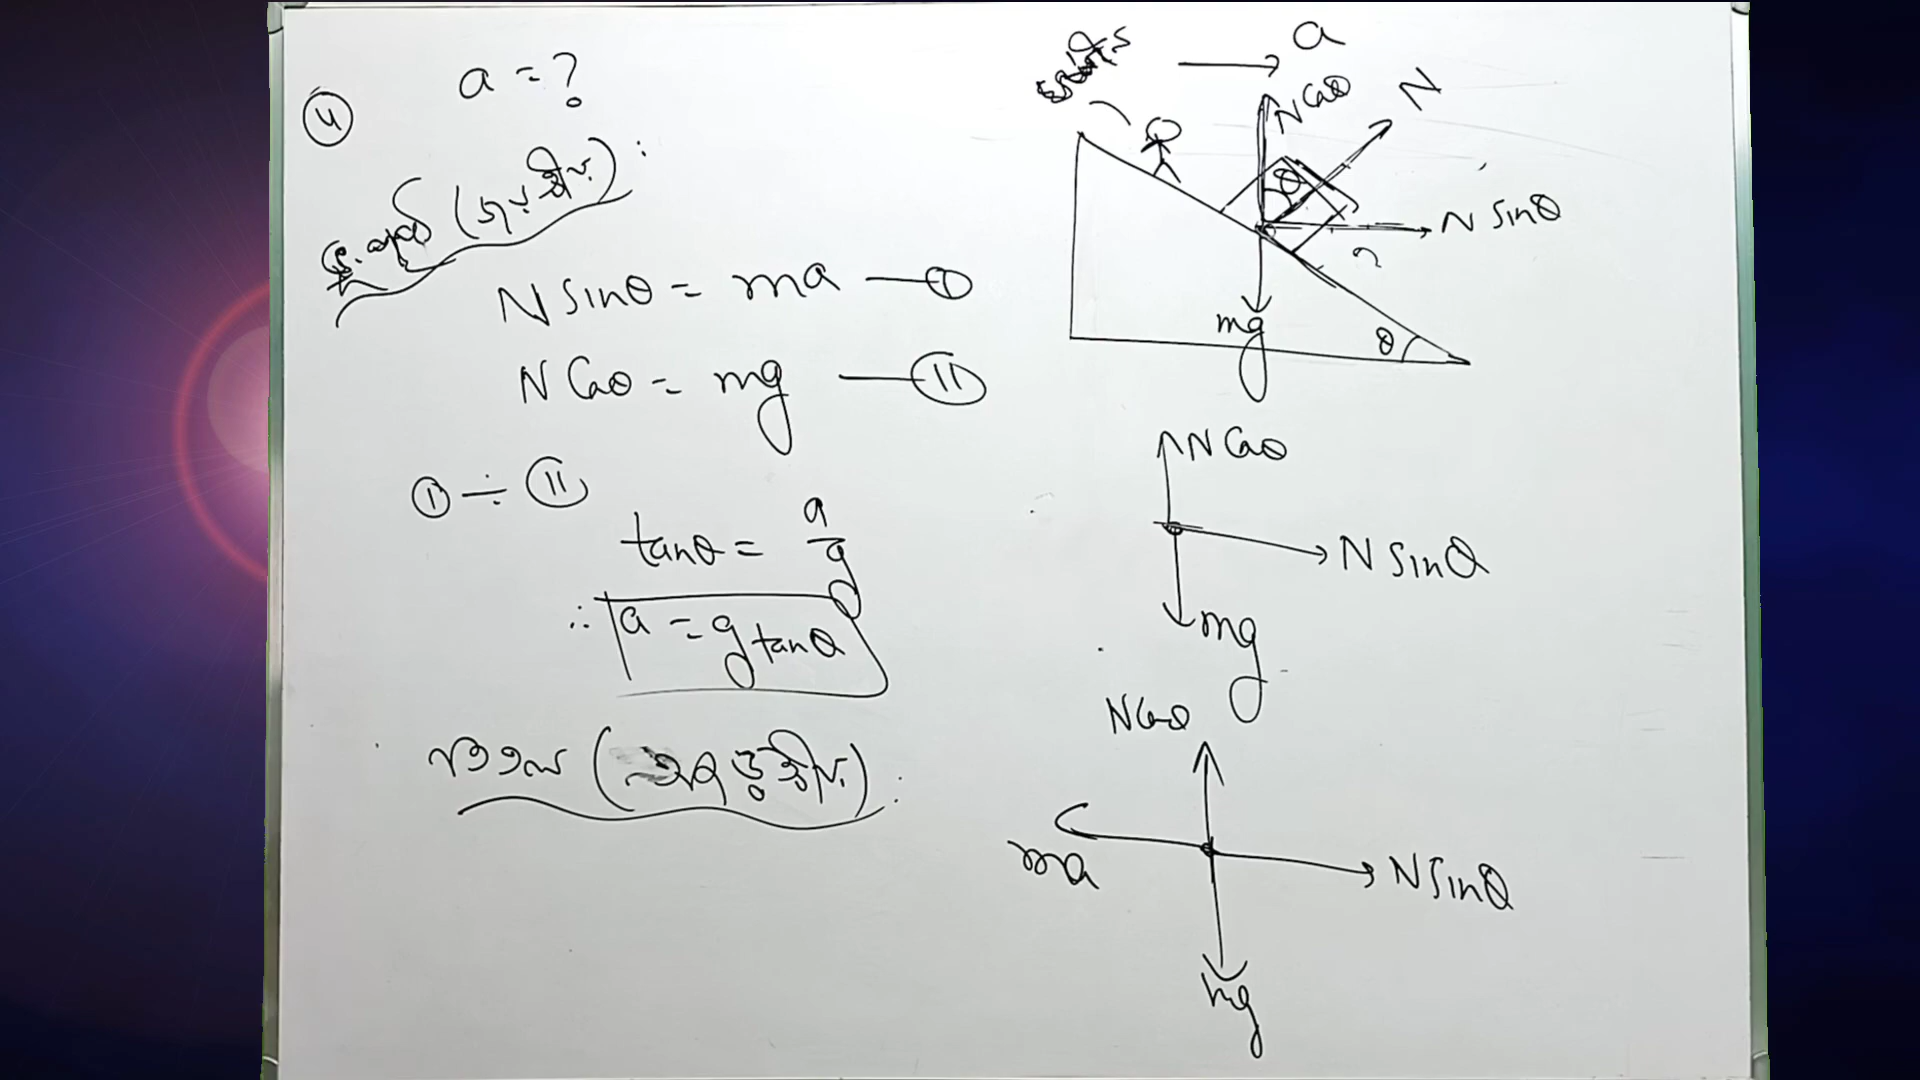 4
a = ?
N sinθ = ma — I
N Cosθ = mg — II
I ÷ II
tanθ = a/g
∴ a = g tanθ
a
N Cosθ
N
θ
N sinθ
mg
θ
N Cosθ
N sinθ
mg
N Cosθ
ma
N sinθ
mg